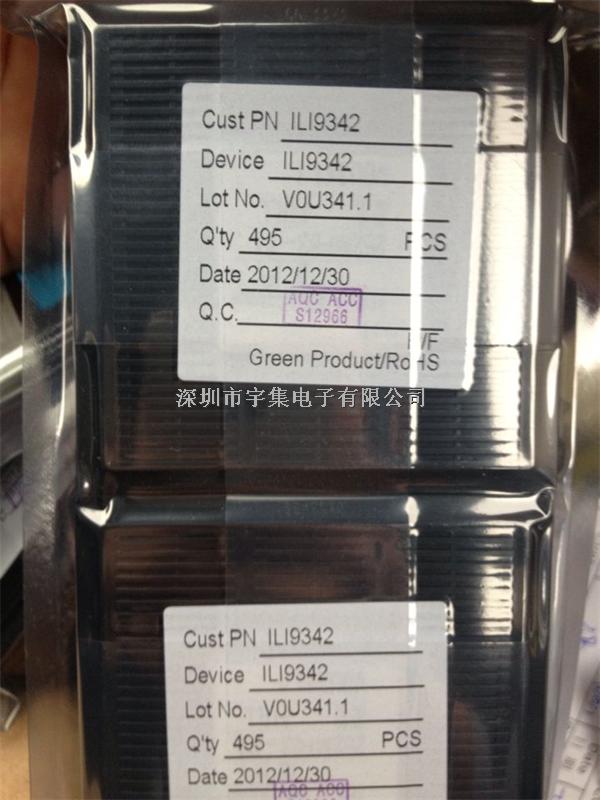 Cust PN ILI9342
Device ILI9342
Lot No. V0U341.1
Q'ty 495 PCS
Date 2012/12/30
AQC ACC
Q.C. S12966
Green Product/RoHS
深圳市宇集电子有限公司
Cust PN ILI9342
Device ILI9342
Lot No. V0U341.1
Q'ty 495 PCS
Date 2012/12/30
AQC ACC